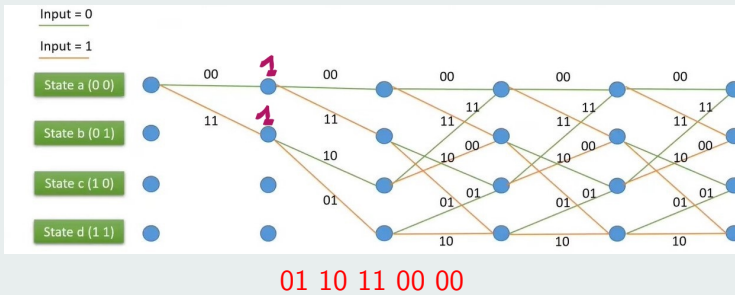 Input = 0
Input = 1
1
00 00 00 00 00
State a (0 0)
11 11 11 11 11 11 11
1
State b (0 1)
10 00 00 00
10 10 10
State c (1 0)
01 01 01 01 01 01 01
State d (1 1)
10 10 10
01 10 11 00 00